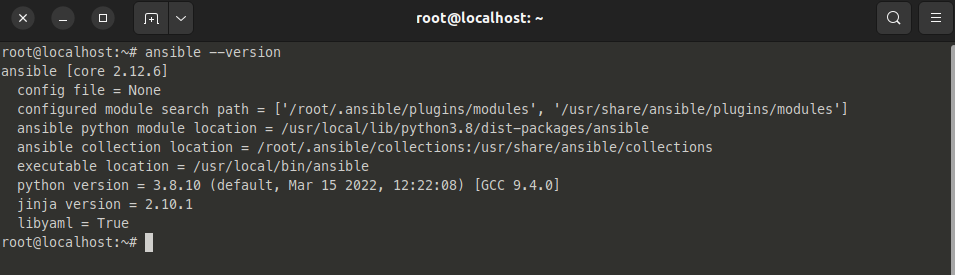 root@localhost: ~
root@localhost:~# ansible --version
ansible [core 2.12.6]
  config file = None
  configured module search path = ['/root/.ansible/plugins/modules', '/usr/share/ansible/plugins/modules']
  ansible python module location = /usr/local/lib/python3.8/dist-packages/ansible
  ansible collection location = /root/.ansible/collections:/usr/share/ansible/collections
  executable location = /usr/local/bin/ansible
  python version = 3.8.10 (default, Mar 15 2022, 12:22:08) [GCC 9.4.0]
  jinja version = 2.10.1
  libyaml = True
root@localhost:~#